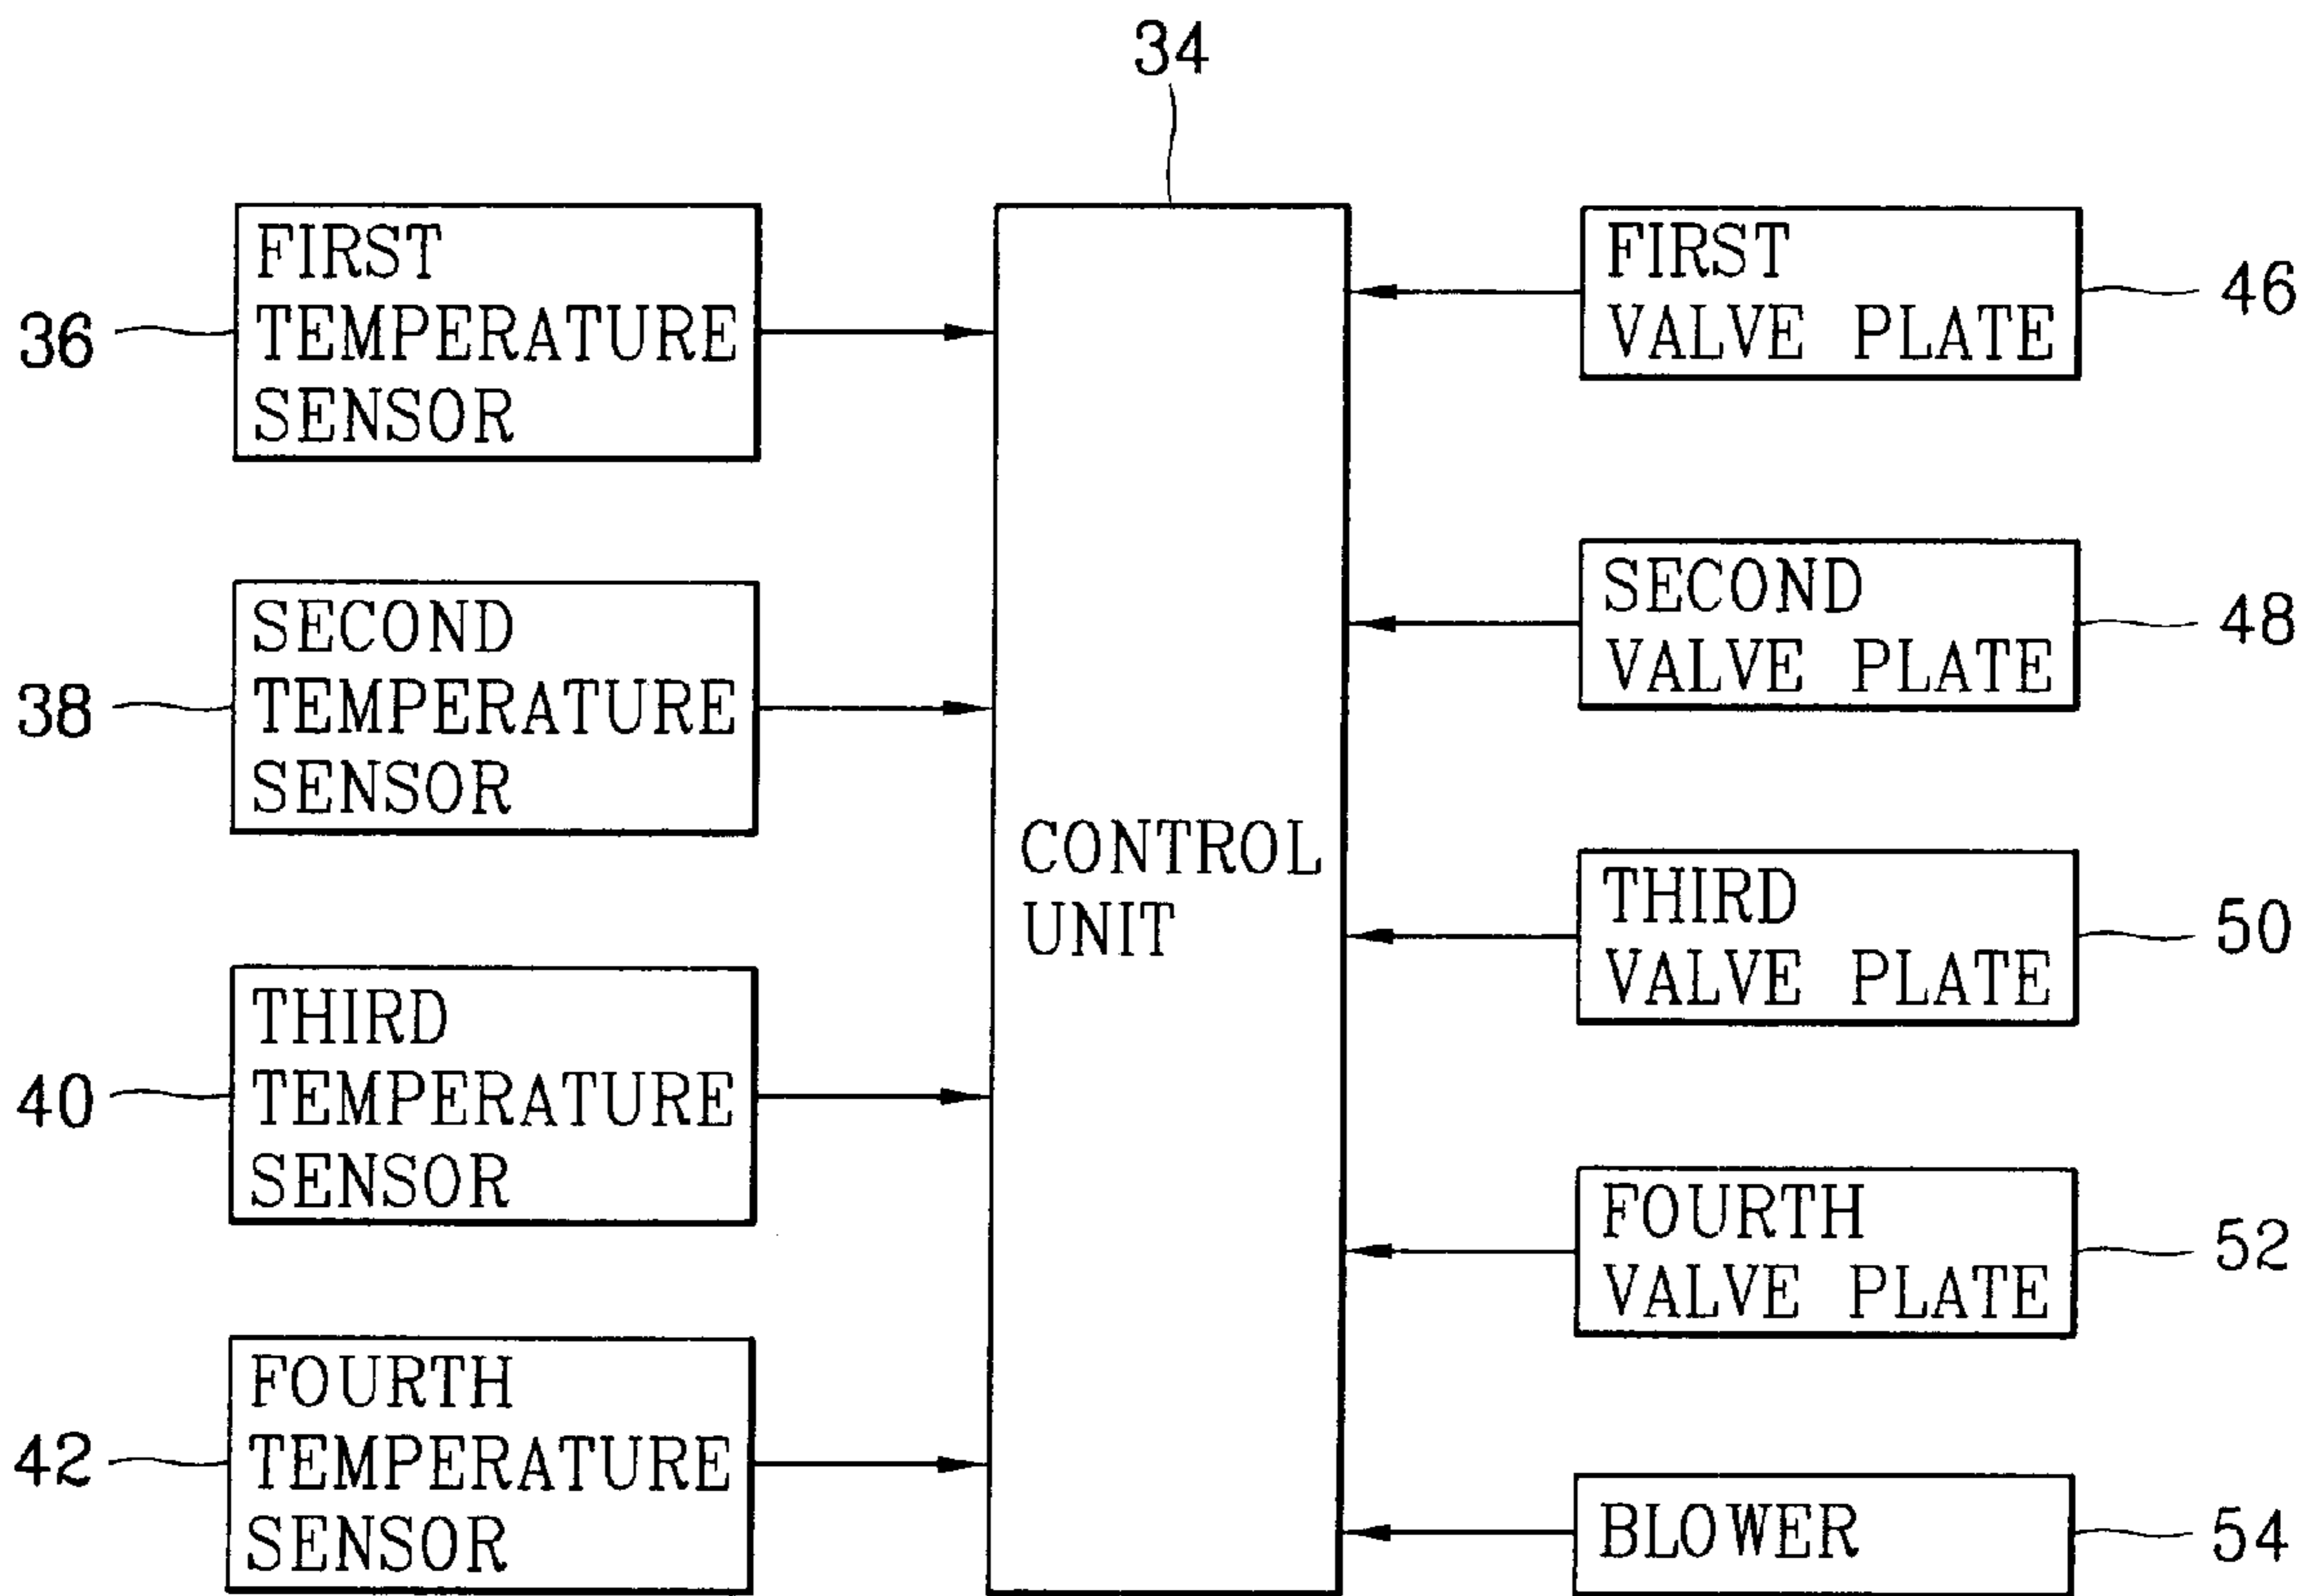 34
FIRST
TEMPERATURE
SENSOR
36
SECOND
TEMPERATURE
SENSOR
38
THIRD
TEMPERATURE
SENSOR
40
FOURTH
TEMPERATURE
SENSOR
42
CONTROL
UNIT
FIRST
VALVE PLATE
46
SECOND
VALVE PLATE
48
THIRD
VALVE PLATE
50
FOURTH
VALVE PLATE
52
BLOWER
54